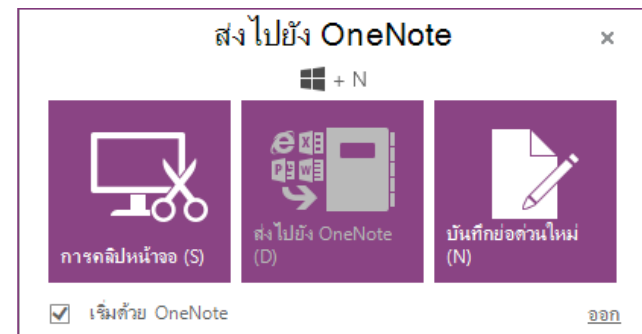 ส่งไปยัง OneNote
+ N
การคลิปหน้าจอ (S)
ส่งไปยัง OneNote
(D)
บันทึกย่อด่วนใหม่
(N)
เริ่มด้วย OneNote
ออก